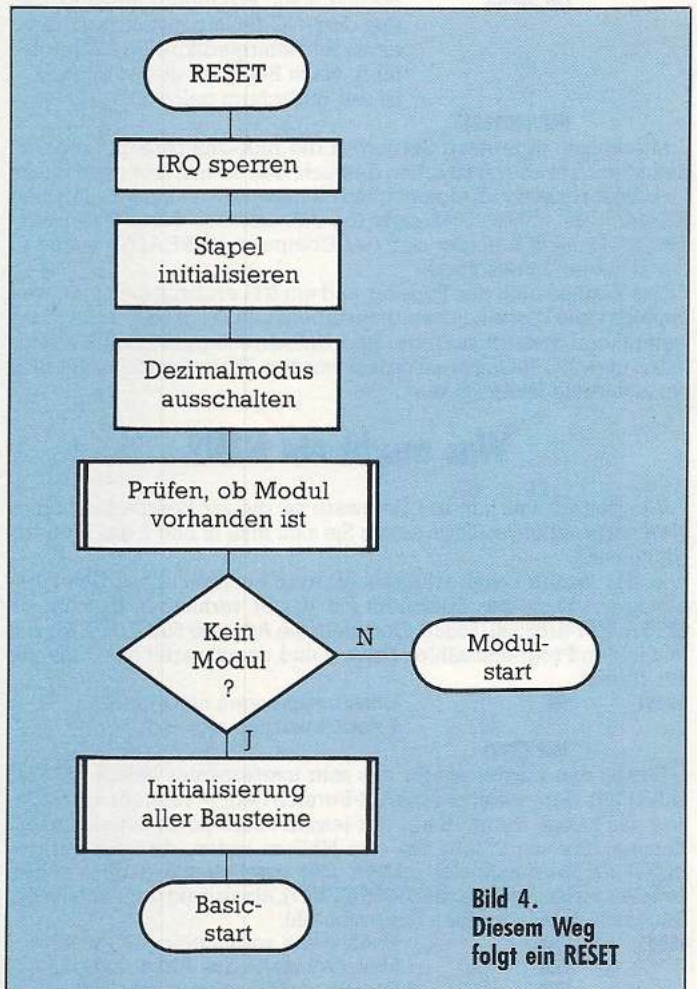 RESET
IRQ sperren
Stapel
initialisieren
Dezimalmodus
ausschalten
Prüfen, ob Modul
vorhanden ist
Kein
Modul
?
N
Modul-
start
J
Initialisierung
aller Bausteine
Basic-
start
Bild 4.
Diesem Weg
folgt ein RESET